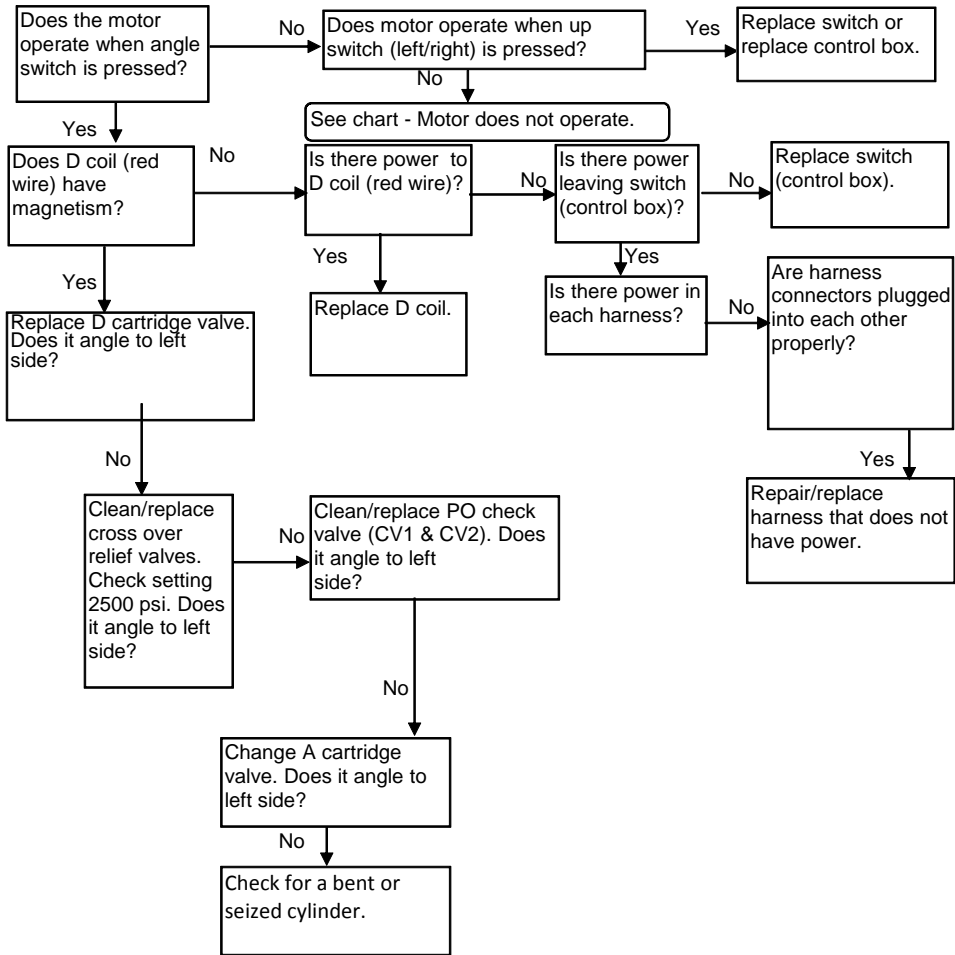 Does the motor
operate when angle
switch is pressed?
No
Does motor operate when up
switch (left/right) is pressed?
Yes
Replace switch or
replace control box.
No
See chart - Motor does not operate.
Yes
Does D coil (red
wire) have
magnetism?
No
Is there power to
D coil (red wire)?
No
Is there power
leaving switch
(control box)?
No
Replace switch
(control box).
Yes
Replace D coil.
Yes
Is there power in
each harness?
No
Are harness
connectors plugged
into each other
properly?
Yes
Repair/replace
harness that does not
have power.
Yes
Replace D cartridge valve.
Does it angle to left
side?
No
Clean/replace
cross over
relief valves.
Check setting
2500 psi. Does
it angle to left
side?
No
Clean/replace PO check
valve (CV1 & CV2). Does
it angle to left
side?
No
Change A cartridge
valve. Does it angle to
left side?
No
Check for a bent or
seized cylinder.